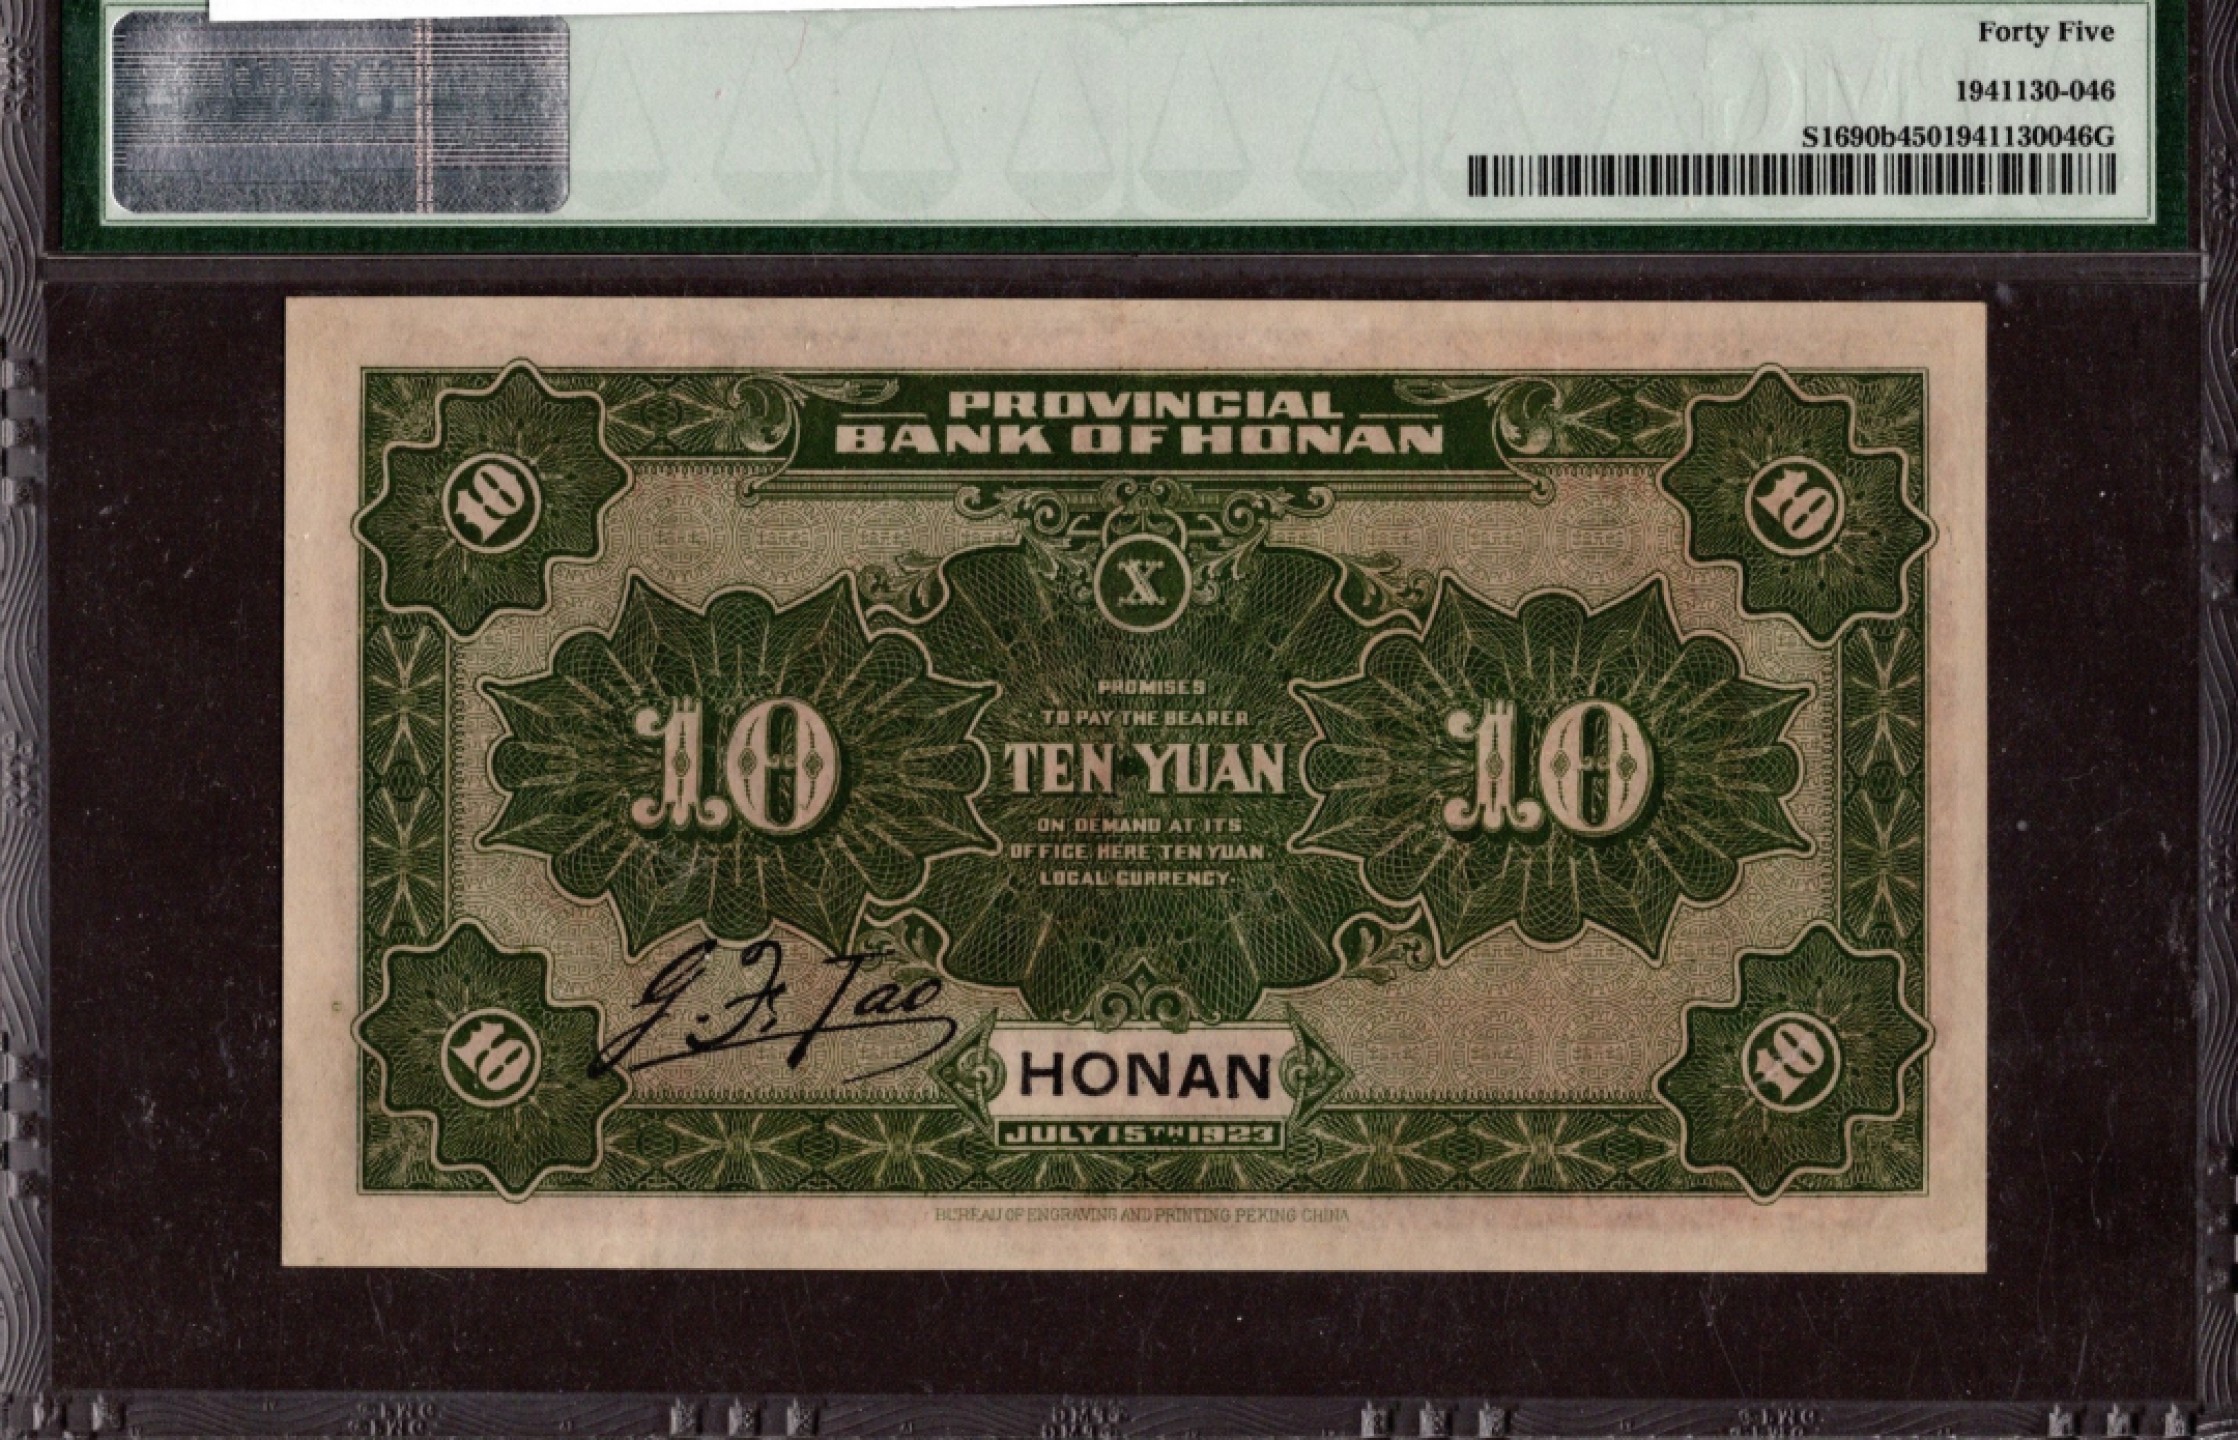 Forty Five
1941130-046
S1690b4501941130046G
PROVINCIAL
BANK OF HONAN
10
10
X
PROMISES
TO PAY THE BEARER
10
TEN YUAN
10
ON DEMAND AT ITS
OFFICE HERE TEN YUAN
LOCAL CURRENCY.
G. F. Tao
10
10
HONAN
JULY 15TH 1923
BUREAU OF ENGRAVING AND PRINTING PEKING CHINA